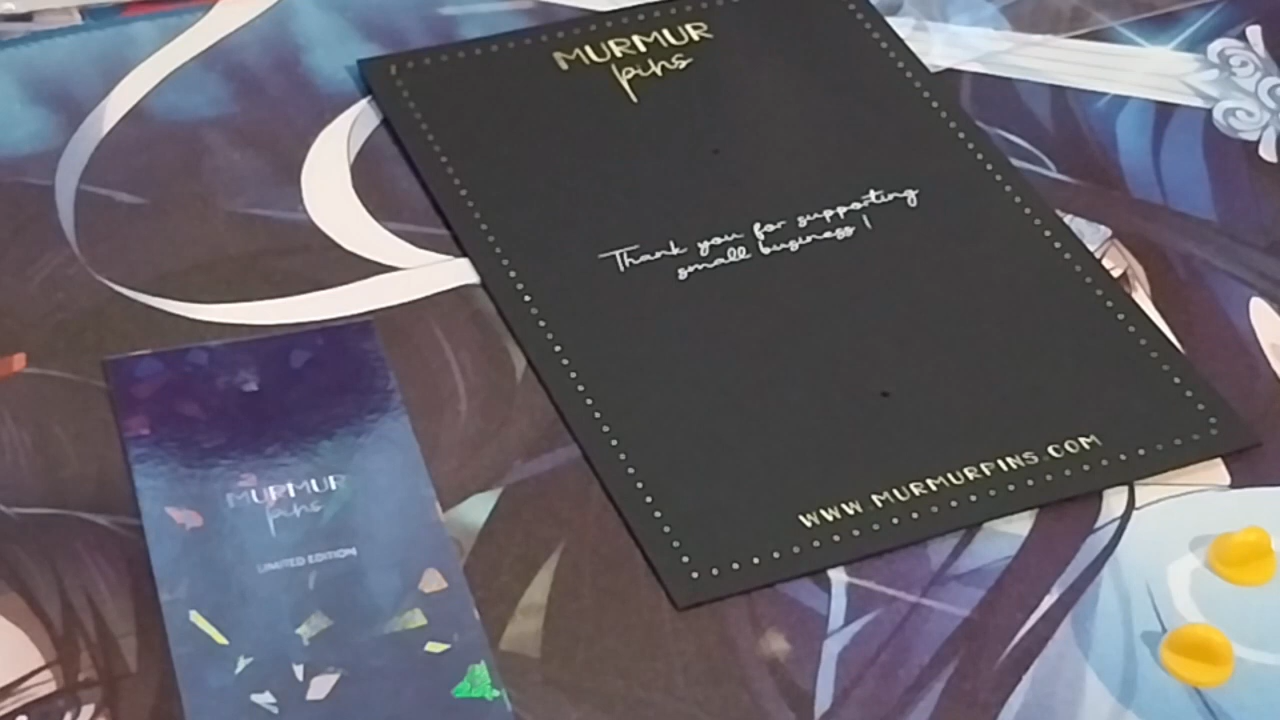 MURMUR
pins
Thank you for supporting
small business !
WWW.MURMURPINS.COM
MURMUR
pins
LIMITED EDITION